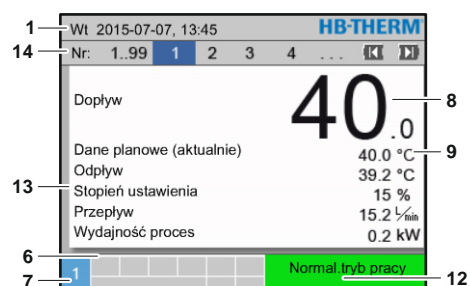 1 Wt 2015-07-07, 13:45 HB-THERM
14 Nr: 1..99 1 2 3 4 ...
Dopływ 40.0 8
Dane planowe (aktualnie) 40.0 °C 9
Odpływ 39.2 °C
13 Stopień ustawienia 15 %
Przepływ 15.2 L/min
Wydajność proces 0.2 kW
6
7 1 Normal.tryb pracy 12